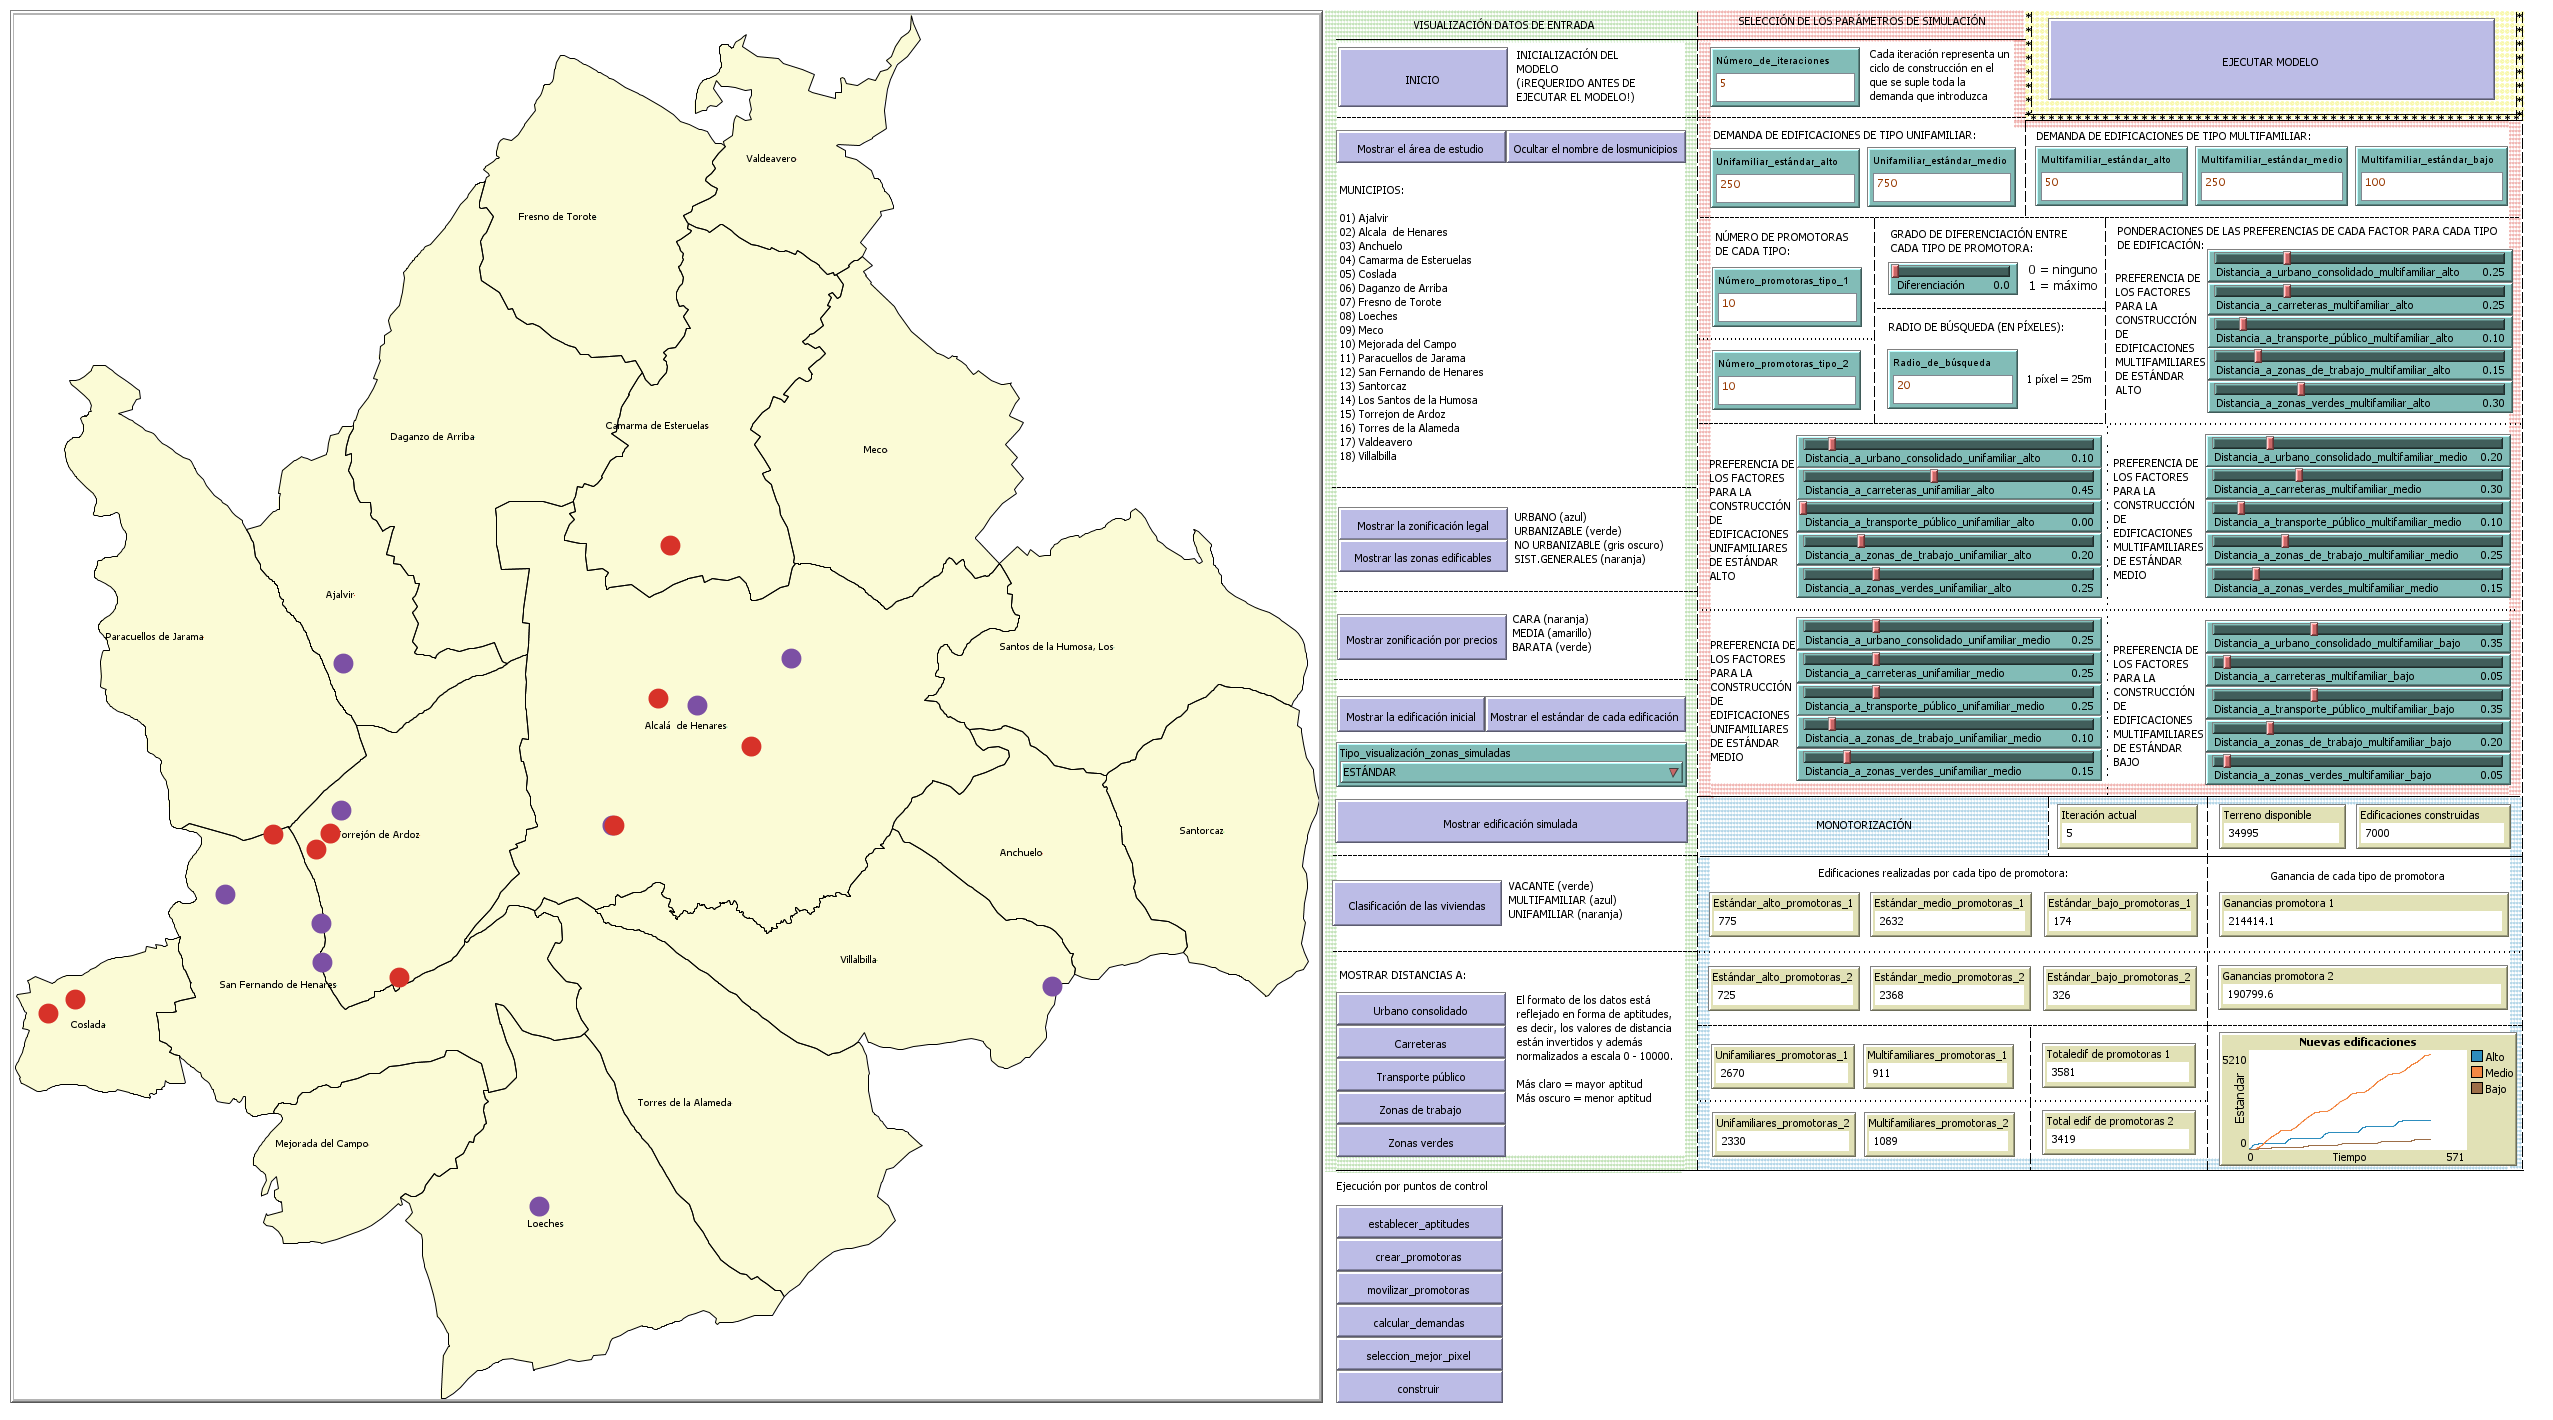 Valdeavero
Fresno de Torote
Camarma de Esteruelas
Daganzo de Arriba
Meco
Ajalvir
Paracuellos de Jarama
Santos de la Humosa, Los
Alcalá de Henares
Torrejón de Ardoz
Santorcaz
Anchuelo
Villalbilla
San Fernando de Henares
Coslada
Torres de la Alameda
Mejorada del Campo
Loeches
VISUALIZACIÓN DATOS DE ENTRADA
INICIO
INICIALIZACIÓN DEL
MODELO
(¡REQUERIDO ANTES DE
EJECUTAR EL MODELO!)
Mostrar el área de estudio
Ocultar el nombre de losmunicipios
MUNICIPIOS:
01) Ajalvir
02) Alcala de Henares
03) Anchuelo
04) Camarma de Esteruelas
05) Coslada
06) Daganzo de Arriba
07) Fresno de Torote
08) Loeches
09) Meco
10) Mejorada del Campo
11) Paracuellos de Jarama
12) San Fernando de Henares
13) Santorcaz
14) Los Santos de la Humosa
15) Torrejon de Ardoz
16) Torres de la Alameda
17) Valdeavero
18) Villabilla
Mostrar la zonificación legal
Mostrar las zonas edificables
URBANO (azul)
URBANIZABLE (verde)
NO URBANIZABLE (gris oscuro)
SIST.GENERALES (naranja)
Mostrar zonificación por precios
CARA (naranja)
MEDIA (amarillo)
BARATA (verde)
Mostrar la edificación inicial
Mostrar el estándar de cada edificación
Tipo_visualización_zonas_simuladas
ESTÁNDAR
Mostrar edificación simulada
Clasificación de las viviendas
VACANTE (verde)
MULTIFAMILIAR (azul)
UNIFAMILIAR (naranja)
MOSTRAR DISTANCIAS A:
Urbano consolidado
Carreteras
Transporte público
Zonas de trabajo
Zonas verdes
El formato de los datos está
reflejado en forma de aptitudes,
es decir, los valores de distancia
están invertidos y además
normalizados a escala 0 - 10000.
Más claro = mayor aptitud
Más oscuro = menor aptitud
Ejecución por puntos de control
establecer_aptitudes
crear_promotoras
movilizar_promotoras
calcular_demandas
seleccion_mejor_pixel
construir
SELECCIÓN DE LOS PARÁMETROS DE SIMULACIÓN
Número_de_iteraciones
5
Cada iteración representa un
ciclo de construcción en el
que se suple toda la
demanda que introduzca
EJECUTAR MODELO
DEMANDA DE EDIFICACIONES DE TIPO UNIFAMILIAR:
Unifamiliar_estándar_alto
250
Unifamiliar_estándar_medio
750
DEMANDA DE EDIFICACIONES DE TIPO MULTIFAMILIAR:
Multifamiliar_estándar_alto
50
Multifamiliar_estándar_medio
250
Multifamiliar_estándar_bajo
100
NÚMERO DE PROMOTORAS
DE CADA TIPO:
Número_promotoras_tipo_1
10
Número_promotoras_tipo_2
10
GRADO DE DIFERENCIACIÓN ENTRE
CADA TIPO DE PROMOTORA:
Diferenciación 0.0
0 = ninguno
1 = máximo
RADIO DE BÚSQUEDA (EN PÍXELES):
Radio_de_búsqueda
20
1 píxel = 25m
PONDERACIONES DE LAS PREFERENCIAS DE CADA FACTOR PARA CADA TIPO
DE EDIFICACIÓN:
PREFERENCIA DE
LOS FACTORES
PARA LA
CONSTRUCCIÓN
DE
EDIFICACIONES
MULTIFAMILIARES
DE ESTÁNDAR
ALTO
Distancia_a_urbano_consolidado_multifamiliar_alto 0.25
Distancia_a_carreteras_multifamiliar_alto 0.25
Distancia_a_transporte_público_multifamiliar_alto 0.10
Distancia_a_zonas_de_trabajo_multifamiliar_alto 0.15
Distancia_a_zonas_verdes_multifamiliar_alto 0.30
PREFERENCIA DE
LOS FACTORES
PARA LA
CONSTRUCCIÓN
DE
EDIFICACIONES
UNIFAMILIARES
DE ESTÁNDAR
ALTO
Distancia_a_urbano_consolidado_unifamiliar_alto 0.10
Distancia_a_carreteras_unifamiliar_alto 0.45
Distancia_a_transporte_público_unifamiliar_alto 0.00
Distancia_a_zonas_de_trabajo_unifamiliar_alto 0.20
Distancia_a_zonas_verdes_unifamiliar_alto 0.25
PREFERENCIA DE
LOS FACTORES
PARA LA
CONSTRUCCIÓN
DE
EDIFICACIONES
MULTIFAMILIARES
DE ESTÁNDAR
MEDIO
Distancia_a_urbano_consolidado_multifamiliar_medio 0.20
Distancia_a_carreteras_multifamiliar_medio 0.30
Distancia_a_transporte_público_multifamiliar_medio 0.10
Distancia_a_zonas_de_trabajo_multifamiliar_medio 0.25
Distancia_a_zonas_verdes_multifamiliar_medio 0.15
PREFERENCIA DE
LOS FACTORES
PARA LA
CONSTRUCCIÓN
DE
EDIFICACIONES
UNIFAMILIARES
DE ESTÁNDAR
MEDIO
Distancia_a_urbano_consolidado_unifamiliar_medio 0.25
Distancia_a_carreteras_unifamiliar_medio 0.25
Distancia_a_transporte_público_unifamiliar_medio 0.25
Distancia_a_zonas_de_trabajo_unifamiliar_medio 0.10
Distancia_a_zonas_verdes_unifamiliar_medio 0.15
PREFERENCIA DE
LOS FACTORES
PARA LA
CONSTRUCCIÓN
DE
EDIFICACIONES
MULTIFAMILIARES
DE ESTÁNDAR
BAJO
Distancia_a_urbano_consolidado_multifamiliar_bajo 0.35
Distancia_a_carreteras_multifamiliar_bajo 0.05
Distancia_a_transporte_público_multifamiliar_bajo 0.35
Distancia_a_zonas_de_trabajo_multifamiliar_bajo 0.20
Distancia_a_zonas_verdes_multifamiliar_bajo 0.05
MONOTORIZACIÓN
Iteración actual
5
Terreno disponible
34995
Edificaciones construidas
7000
Edificaciones realizadas por cada tipo de promotora:
Ganancia de cada tipo de promotora
Estándar_alto_promotoras_1
775
Estándar_medio_promotoras_1
2632
Estándar_bajo_promotoras_1
174
Ganancias promotora 1
214414.1
Estándar_alto_promotoras_2
725
Estándar_medio_promotoras_2
2368
Estándar_bajo_promotoras_2
326
Ganancias promotora 2
190799.6
Unifamiliares_promotoras_1
2670
Multifamiliares_promotoras_1
911
Totaledif de promotoras 1
3581
Unifamiliares_promotoras_2
2330
Multifamiliares_promotoras_2
1089
Total edif de promotoras 2
3419
Nuevas edificaciones
5210
Estandar
0
0
Tiempo
571
Alto
Medio
Bajo